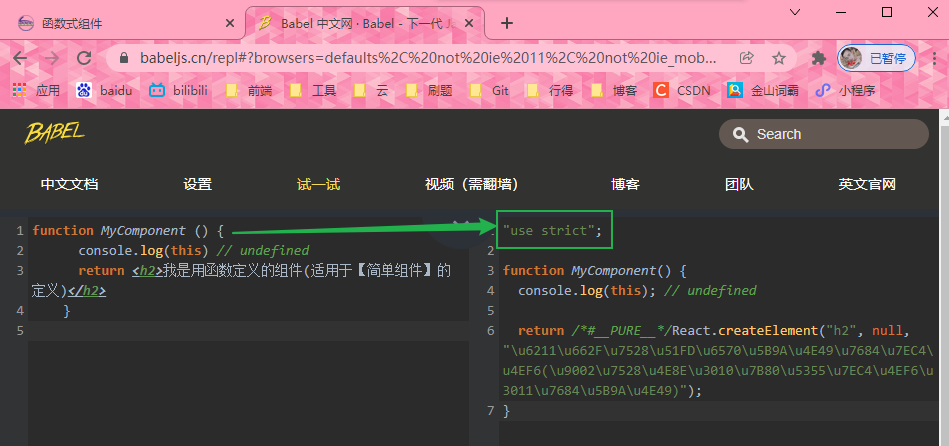 函数式组件
Babel 中文网 · Babel - 下一代 J
babeljs.cn/repl#?browsers=defaults%2C%20not%20ie%2011%2C%20not%20ie_mob...
已暂停
应用 baidu bilibili 前端 工具 云 刷题 Git 行得 博客 CSDN 金山词霸 小程序
BABEL
Search
中文文档 设置 试一试 视频（需翻墙） 博客 团队 英文官网
1 function MyComponent () {
2 console.log(this) // undefined
3 return <h2>我是用函数定义的组件(适用于【简单组件】的
定义)</h2>
4 }
5
"use strict";
2
3 function MyComponent() {
4 console.log(this); // undefined
5
6 return /*#__PURE__*/React.createElement("h2", null,
"\u6211\u662F\u7528\u51FD\u6570\u5B9A\u4E49\u7684\u7EC4\
u4EF6(\u9002\u7528\u4E8E\u3010\u7B80\u5355\u7EC4\u4EF6\u
3011\u7684\u5B9A\u4E49)");
7 }